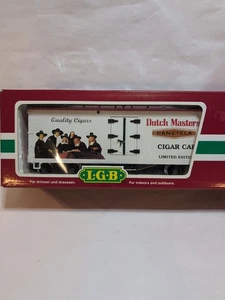 Quality Cigars
Dutch Masters
PANETELA
CIGAR CAR
LIMITED EDITION
LGB
For indoors and outdoors.